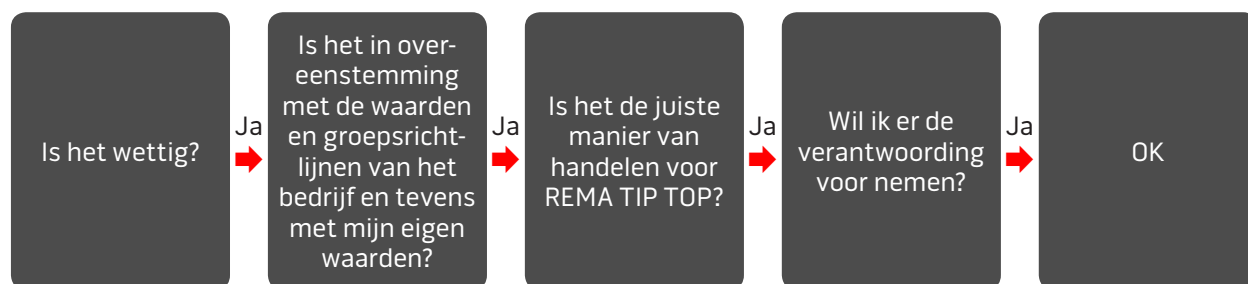 Is het wettig?
Ja
Is het in over-
eenstemming
met de waarden
en groepsricht-
lijnen van het
bedrijf en tevens
met mijn eigen
waarden?
Ja
Is het de juiste
manier van
handelen voor
REMA TIP TOP?
Ja
Wil ik er de
verantwoording
voor nemen?
Ja
OK